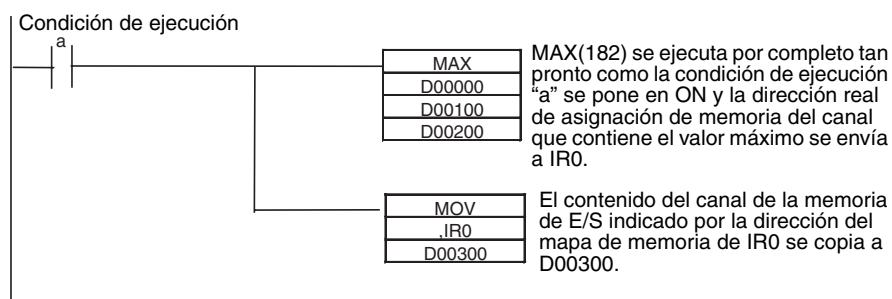 Condición de ejecución
a
MAX
D00000
D00100
D00200
MAX(182) se ejecuta por completo tan
pronto como la condición de ejecución
“a” se pone en ON y la dirección real
de asignación de memoria del canal
que contiene el valor máximo se envía
a IR0.
MOV
,IR0
D00300
El contenido del canal de la memoria
de E/S indicado por la dirección del
mapa de memoria de IR0 se copia a
D00300.